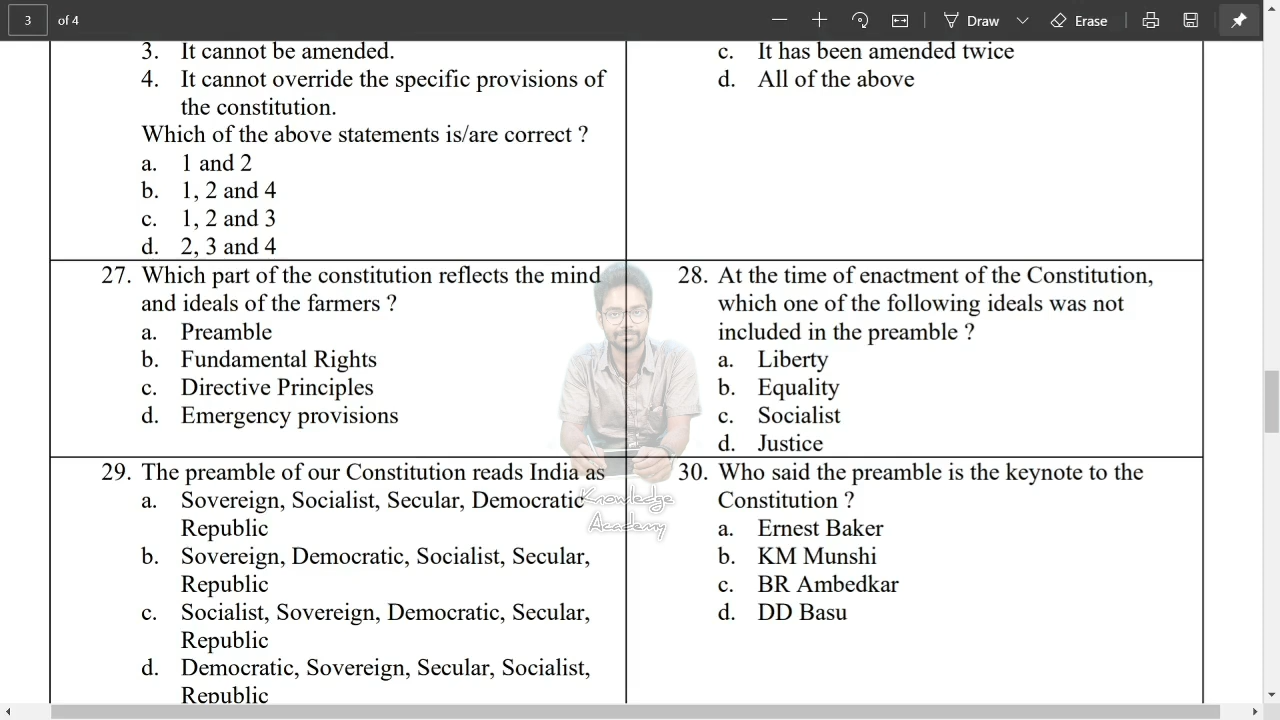 3
of 4
Draw
Erase
3. It cannot be amended.
4. It cannot override the specific provisions of
the constitution.
Which of the above statements is/are correct ?
a. 1 and 2
b. 1, 2 and 4
c. 1, 2 and 3
d. 2, 3 and 4
c. It has been amended twice
d. All of the above
27. Which part of the constitution reflects the mind
and ideals of the farmers ?
a. Preamble
b. Fundamental Rights
c. Directive Principles
d. Emergency provisions
28. At the time of enactment of the Constitution,
which one of the following ideals was not
included in the preamble ?
a. Liberty
b. Equality
c. Socialist
d. Justice
29. The preamble of our Constitution reads India as
a. Sovereign, Socialist, Secular, Democratic
Republic
b. Sovereign, Democratic, Socialist, Secular,
Republic
c. Socialist, Sovereign, Democratic, Secular,
Republic
d. Democratic, Sovereign, Secular, Socialist,
Republic
30. Who said the preamble is the keynote to the
Constitution ?
a. Ernest Baker
b. KM Munshi
c. BR Ambedkar
d. DD Basu
Knowledge
Academy